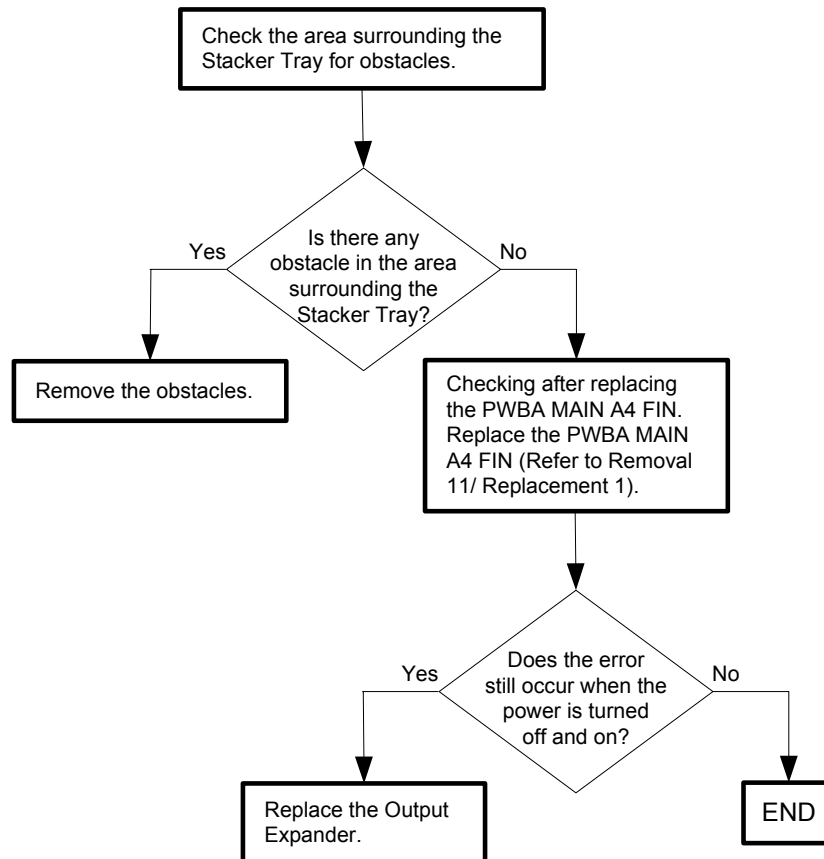 Check the area surrounding the
Stacker Tray for obstacles.
Yes
Is there any
obstacle in the area
surrounding the
Stacker Tray?
No
Remove the obstacles.
Checking after replacing
the PWBA MAIN A4 FIN.
Replace the PWBA MAIN
A4 FIN (Refer to Removal
11/ Replacement 1).
Yes
Does the error
still occur when the
power is turned
off and on?
No
Replace the Output
Expander.
END